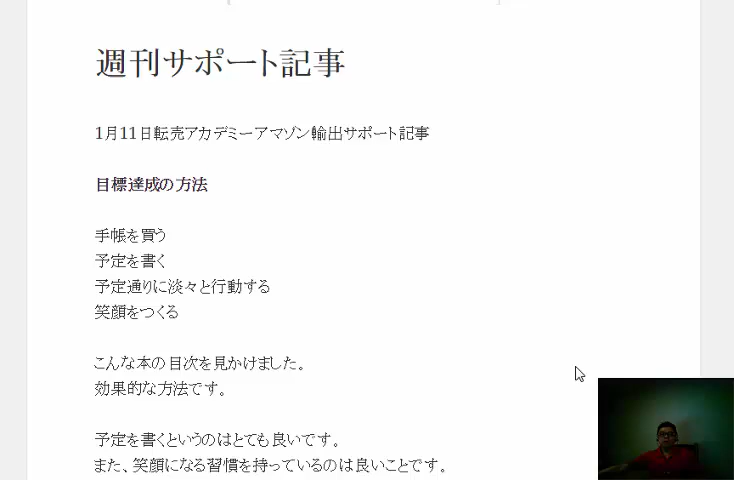 週刊サポート記事
1月11日転売アカデミーアマゾン輸出サポート記事
目標達成の方法
手帳を買う
予定を書く
予定通りに淡々と行動する
笑顔をつくる
こんな本の目次を見かけました。
効果的な方法です。
予定を書くというのはとても良いです。
また、笑顔になる習慣を持っているのは良いことです。